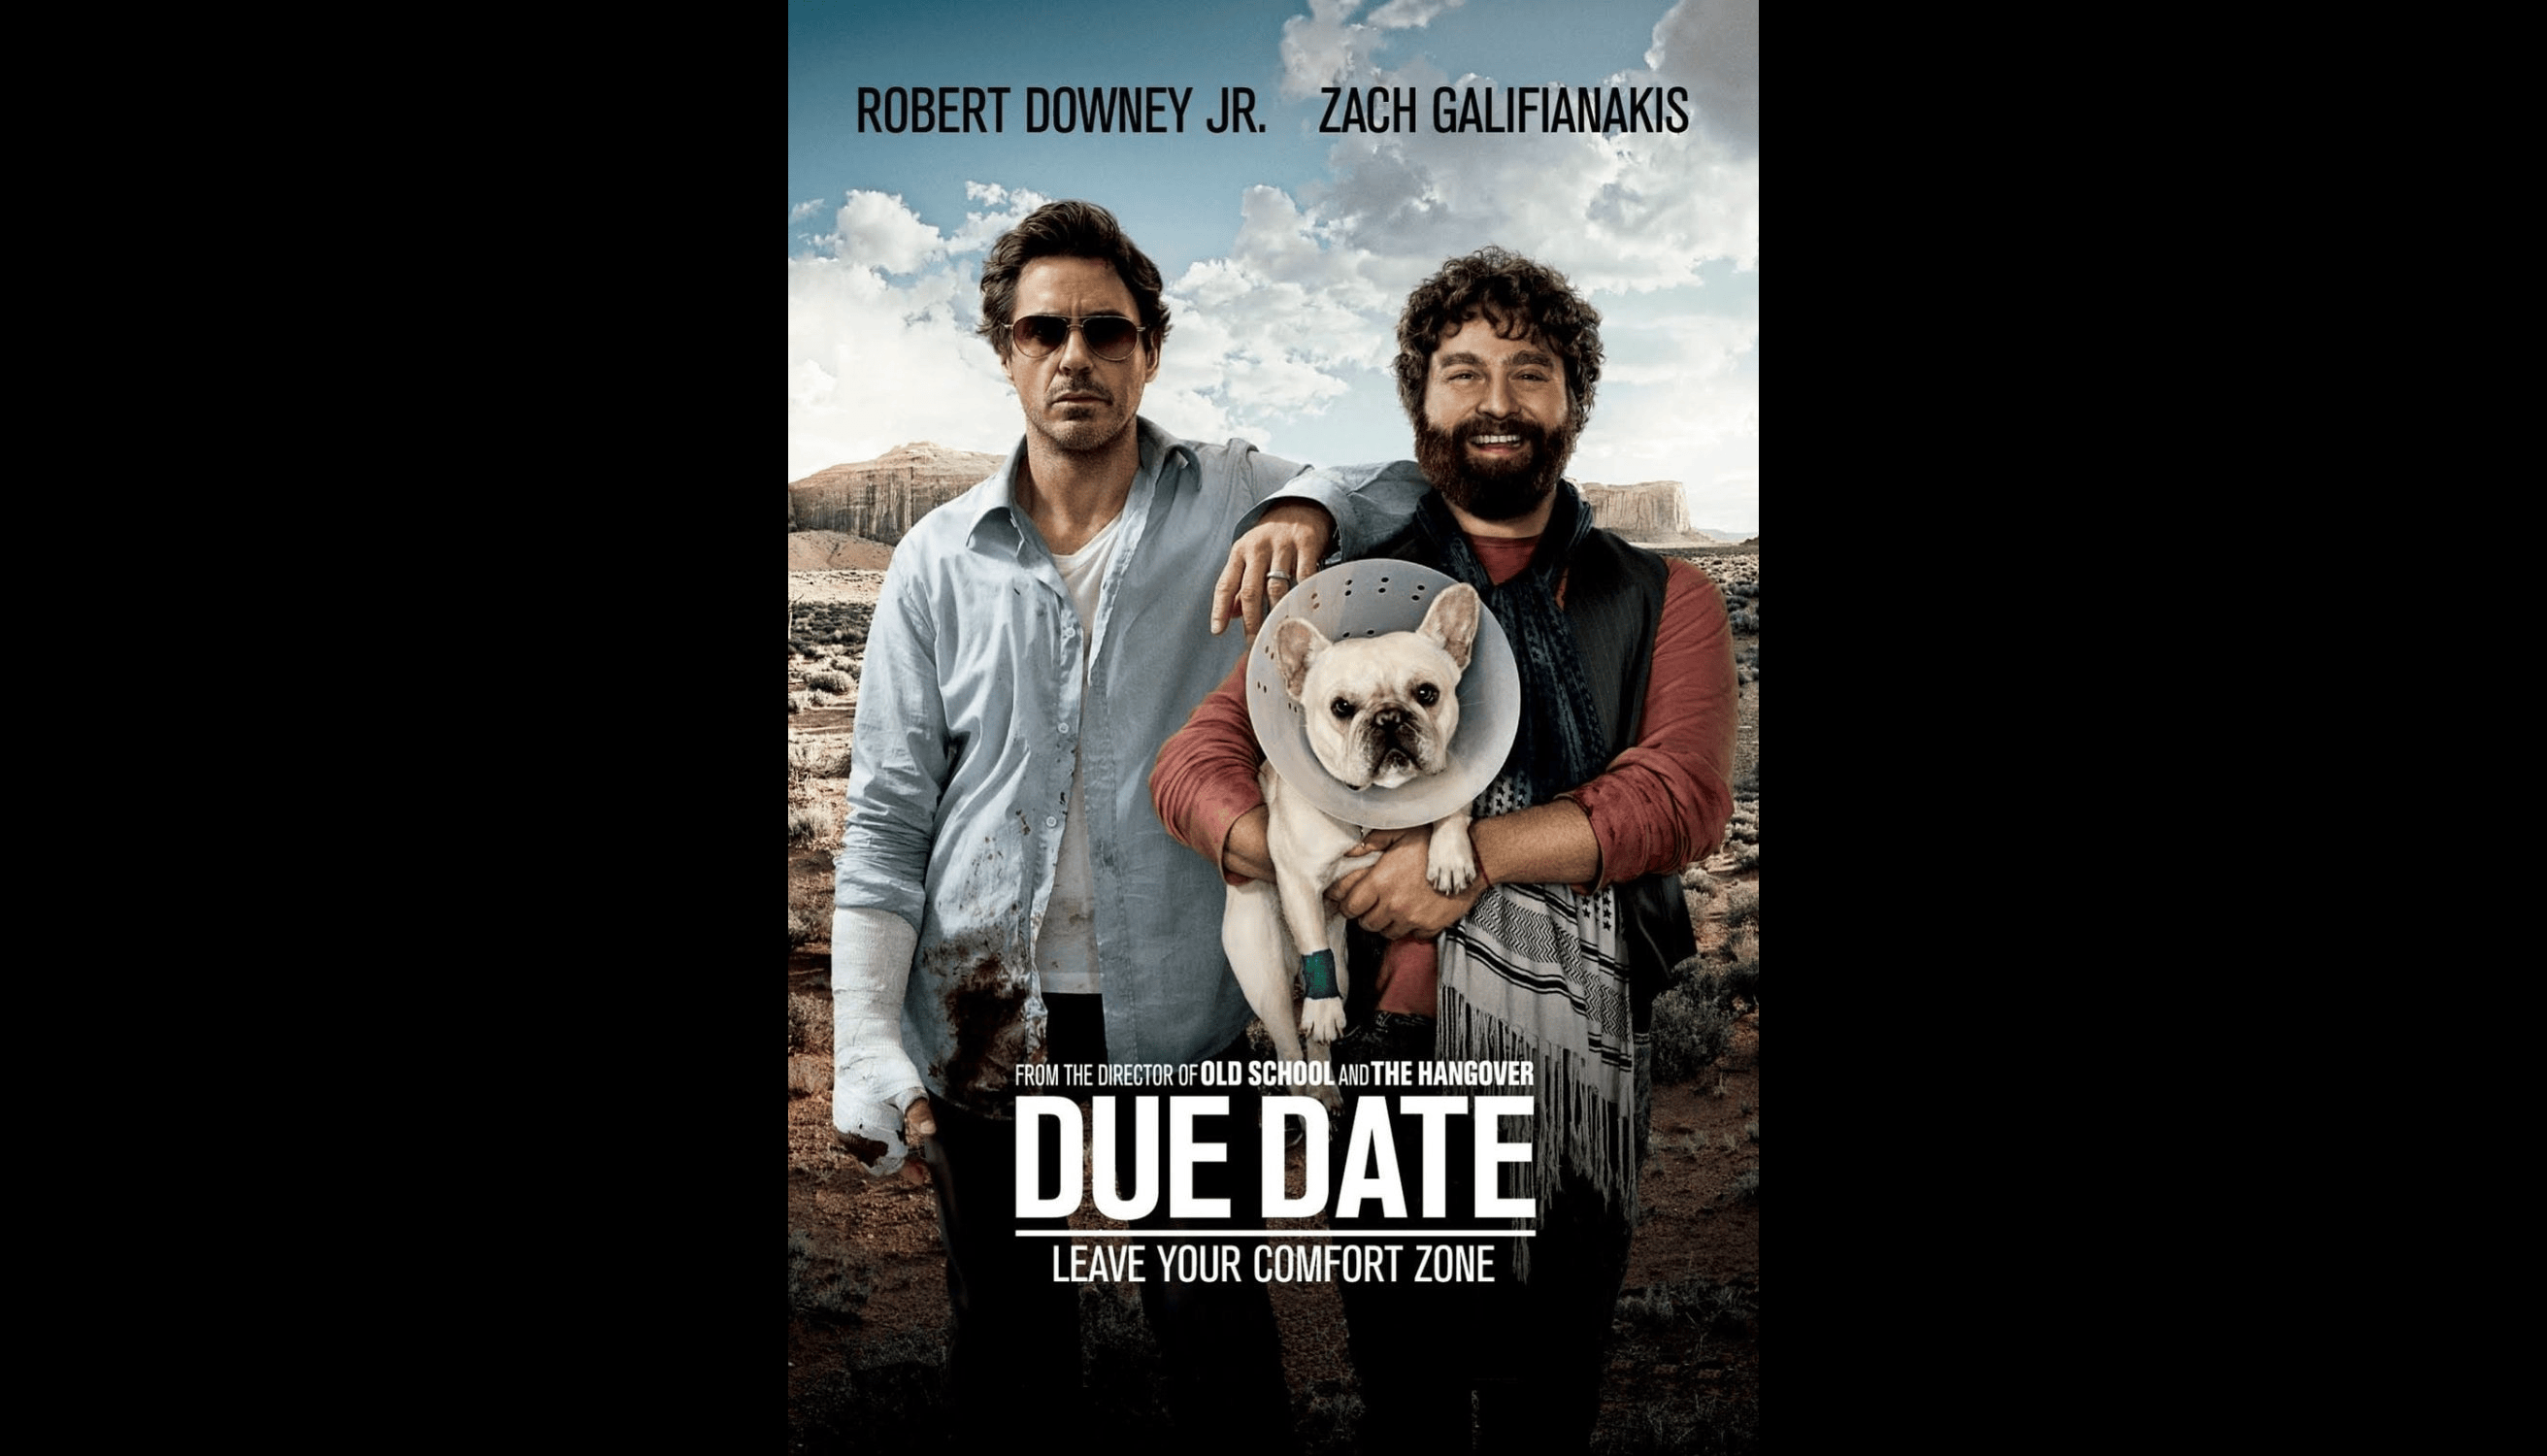 ROBERT DOWNEY JR. ZACH GALIFIANAKIS
FROM THE DIRECTOR OF OLD SCHOOL AND THE HANGOVER
DUE DATE
LEAVE YOUR COMFORT ZONE